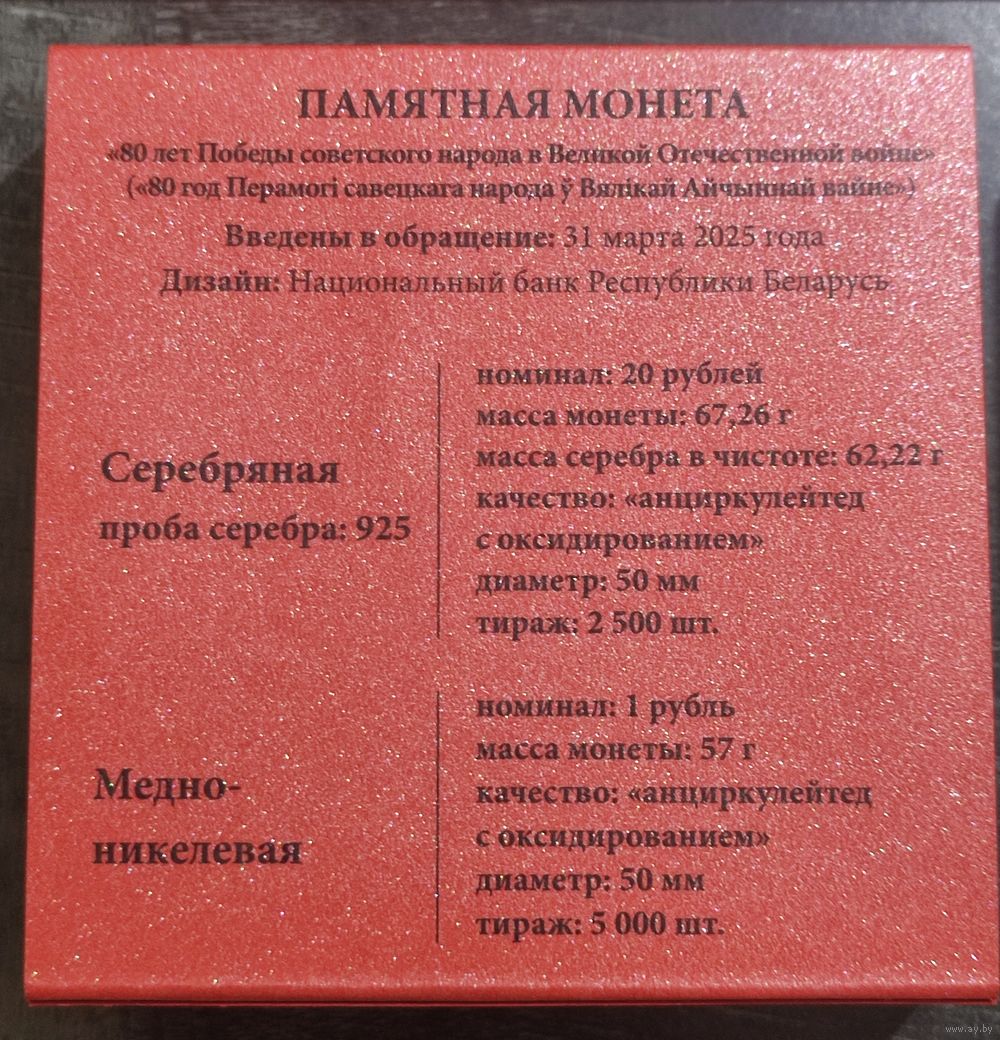 ПАМЯТНАЯ МОНЕТА
«80 лет Победы советского народа в Великой Отечественной войне»
(«80 год Перамогі савецкага народа ў Вялікай Айчыннай вайне»)
Введены в обращение: 31 марта 2025 года
Дизайн: Национальный банк Республики Беларусь
Серебряная
проба серебра: 925
номинал: 20 рублей
масса монеты: 67,26 г
масса серебра в чистоте: 62,22 г
качество: «анциркулейтед
с оксидированием»
диаметр: 50 мм
тираж: 2 500 шт.
Медно-
никелевая
номинал: 1 рубль
масса монеты: 57 г
качество: «анциркулейтед
с оксидированием»
диаметр: 50 мм
тираж: 5 000 шт.
www.ay.by